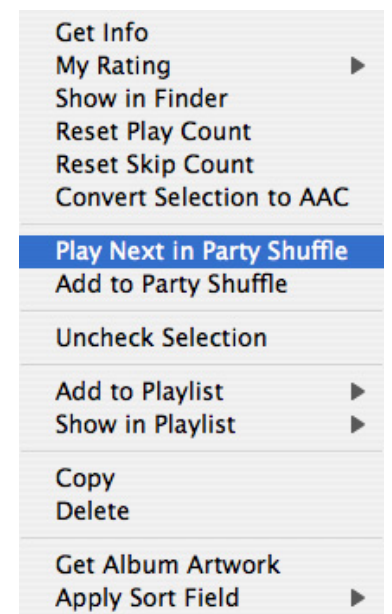 Get Info
My Rating
Show in Finder
Reset Play Count
Reset Skip Count
Convert Selection to AAC
Play Next in Party Shuffle
Add to Party Shuffle
Uncheck Selection
Add to Playlist
Show in Playlist
Copy
Delete
Get Album Artwork
Apply Sort Field